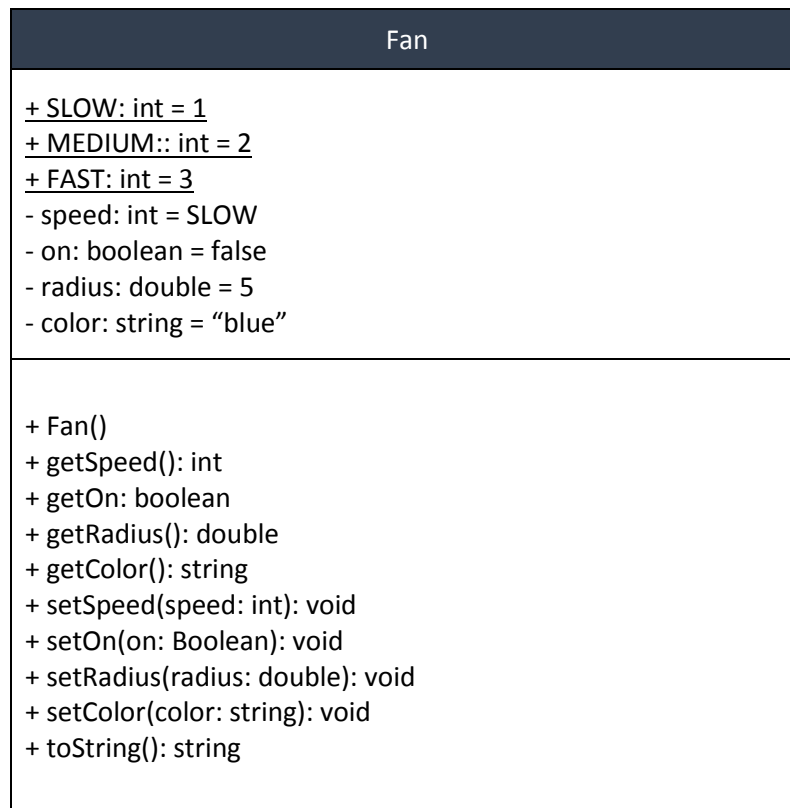 Fan
+ SLOW: int = 1
+ MEDIUM:: int = 2
+ FAST: int = 3
- speed: int = SLOW
- on: boolean = false
- radius: double = 5
- color: string = “blue”
+ Fan()
+ getSpeed(): int
+ getOn: boolean
+ getRadius(): double
+ getColor(): string
+ setSpeed(speed: int): void
+ setOn(on: Boolean): void
+ setRadius(radius: double): void
+ setColor(color: string): void
+ toString(): string